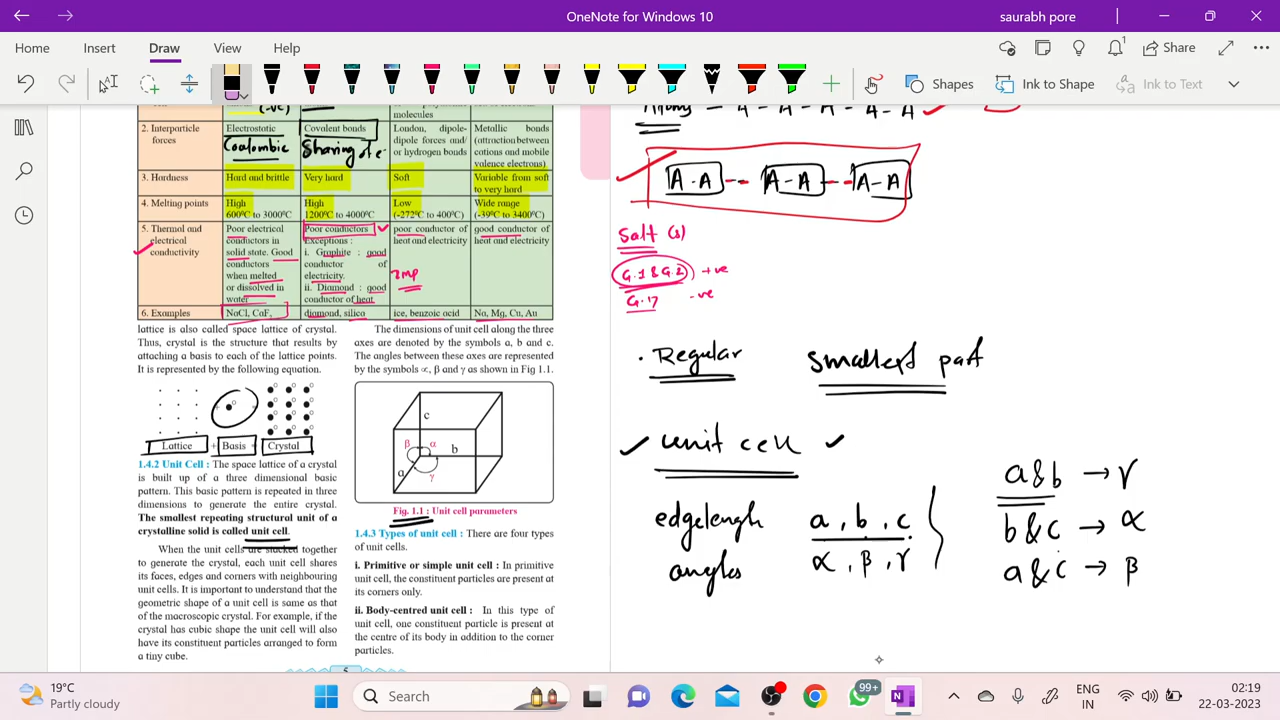 OneNote for Windows 10
saurabh pore
Home Insert Draw View Help
Share
Shapes
Ink to Shape
Ink to Text
(-ve)
molecules
2. Interparticle forces
Electrostatic
Coalombic
Covalent bonds
Sharing of e
London, dipole-
dipole forces and/
or hydrogen bonds
Metallic bonds
(attraction between
cations and mobile
valence electrons)
3. Hardness
Hard and brittle
Very hard
Soft
Variable from soft
to very hard
4. Melting points
High
600⁰C to 3000⁰C
High
1200⁰C to 4000⁰C
Low
(-272⁰C to 400⁰C)
Wide range
(-39⁰C to 3400⁰C)
5. Thermal and
electrical
conductivity
Poor electrical
conductors in
solid state. Good
conductors
when melted
or dissolved in
water
Poor conductors
Exceptions :
i. Graphite : good
conductor of
electricity.
ii. Diamond : good
conductor of heat
poor conductor of
heat and electricity
Imp
good conductor of
heat and electricity
6. Examples
NaCl, CaF₂
diamond, silica
ice, benzoic acid
Na, Mg, Cu, Au
lattice is also called space lattice of crystal.
Thus, crystal is the structure that results by
attaching a basis to each of the lattice points.
It is represented by the following equation.
Lattice + Basis = Crystal
1.4.2 Unit Cell : The space lattice of a crystal
is built up of a three dimensional basic
pattern. This basic pattern is repeated in three
dimensions to generate the entire crystal.
The smallest repeating structural unit of a
crystalline solid is called unit cell.
When the unit cells are stacked together
to generate the crystal, each unit cell shares
its faces, edges and corners with neighbouring
unit cells. It is important to understand that the
geometric shape of a unit cell is same as that
of the macroscopic crystal. For example, if the
crystal has cubic shape the unit cell will also
have its constituent particles arranged to form
a tiny cube.
The dimensions of unit cell along the three
axes are denoted by the symbols a, b and c.
The angles between these axes are represented
by the symbols ∝, β and γ as shown in Fig 1.1.
c
β α
b
a
γ
Fig. 1.1 : Unit cell parameters
1.4.3 Types of unit cell : There are four types
of unit cells.
i. Primitive or simple unit cell : In primitive
unit cell, the constituent particles are present at
its corners only.
ii. Body-centred unit cell : In this type of
unit cell, one constituent particle is present at
the centre of its body in addition to the corner
particles.
5
- A - A - A - A - A
A-A -- A-A -- A-A
Salt (s)
G.1 & G.2 +ve
G.17 -ve
· Regular smallest part
unit cell
edgelength a, b, c
angles α, β, γ
a&b → γ
b&c → α
a&c → β
19°C
Partly cloudy
Search
99+
ENG
IN
02:19
22-03-2023